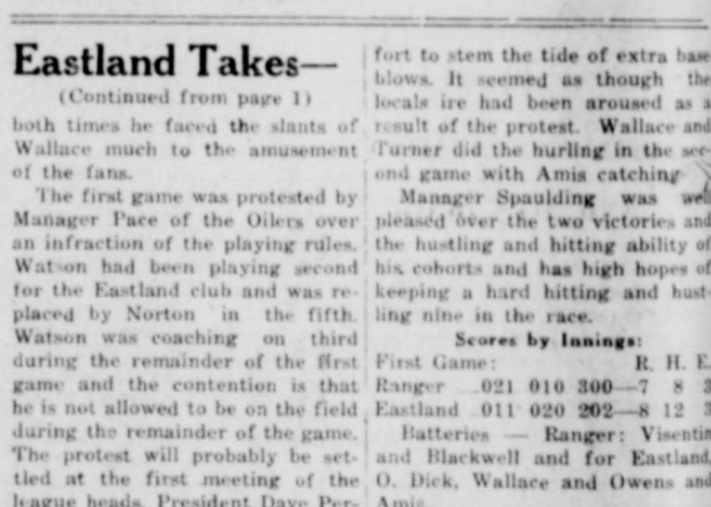 Eastland Takes—
(Continued from page 1)
both times he faced the slants of
Wallace much to the amusement
of the fans.
The first game was protested by
Manager Pace of the Oilers over
an infraction of the playing rules.
Watson had been playing second
for the Eastland club and was re-
placed by Norton in the fifth.
Watson was coaching on third
during the remainder of the first
game and the contention is that
he is not allowed to be on the field
during the remainder of the game.
The protest will probably be set-
tled at the first meeting of the
league heads. President Dave Per-
fort to stem the tide of extra base
blows. It seemed as though the
locals ire had been aroused as a
result of the protest. Wallace and
Turner did the hurling in the sec-
ond game with Amis catching
Manager Spaulding was well
pleased over the two victories and
the hustling and hitting ability of
his cohorts and has high hopes of
keeping a hard hitting and hust-
ling nine in the race.
Scores by Innings:
First Game: R. H. E.
Ranger 021 010 300—7 8 3
Eastland 011 020 202—8 12 3
Batteries — Ranger: Visentin
and Blackwell and for Eastland,
O. Dick, Wallace and Owens and
Amis.